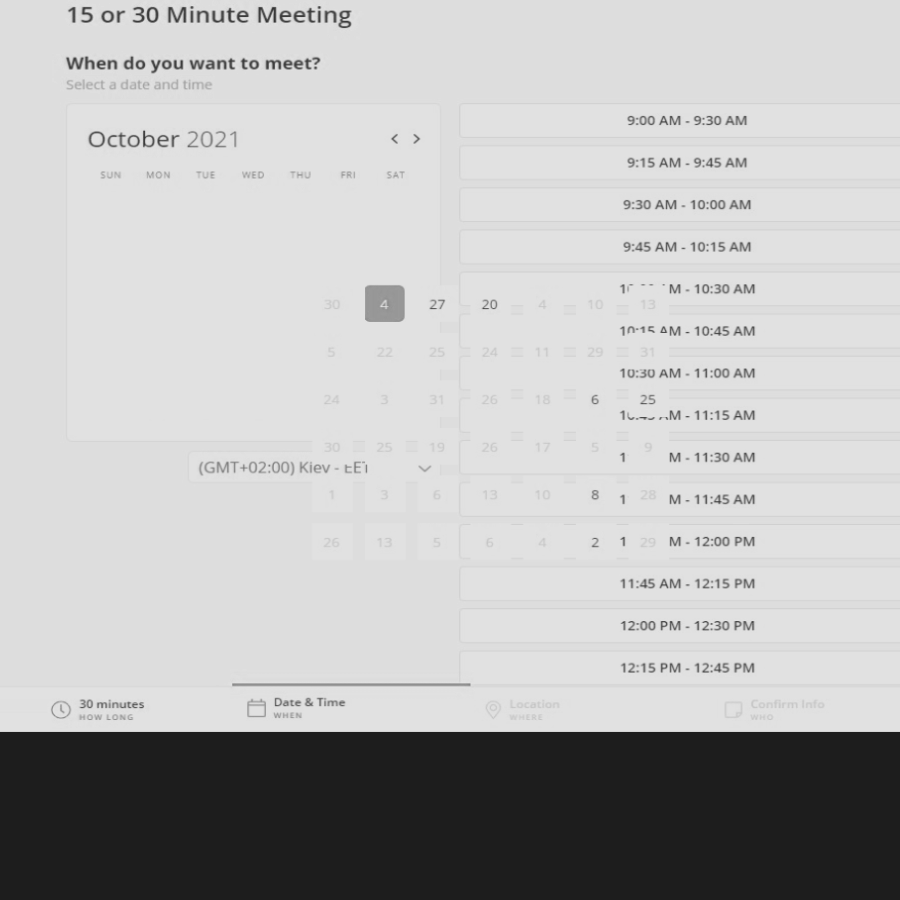 15 or 30 Minute Meeting
When do you want to meet?
Select a date and time
October 2021
SUN MON TUE WED THU FRI SAT
9:00 AM - 9:30 AM
9:15 AM - 9:45 AM
9:30 AM - 10:00 AM
9:45 AM - 10:15 AM
M - 10:30 AM
30 4 27 20 4 10 13
10:15 AM - 10:45 AM
5 22 25 24 11 29 31
10:30 AM - 11:00 AM
24 3 31 26 18 6 25
M - 11:15 AM
30 25 19 26 17 5 9
1 M - 11:30 AM
(GMT+02:00) Kiev - EET
1 3 6 13 10 8 28
1 M - 11:45 AM
26 13 5 6 4 2 29
1 M - 12:00 PM
11:45 AM - 12:15 PM
12:00 PM - 12:30 PM
12:15 PM - 12:45 PM
30 minutes
HOW LONG
Date & Time
WHEN
Location
WHERE
Confirm Info
WHO